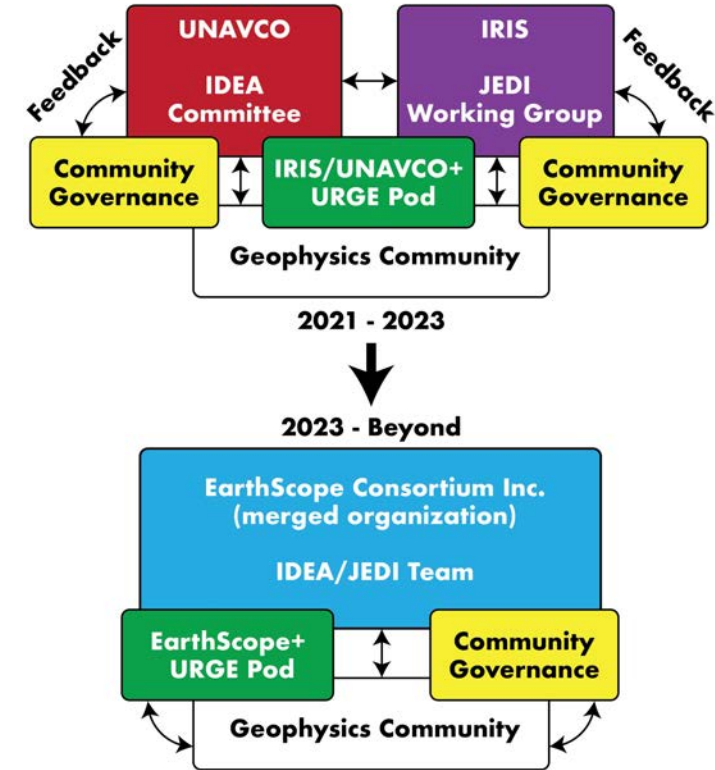 UNAVCO
IDEA
Committee
IRIS
JEDI
Working Group
Feedback
Feedback
Community
Governance
IRIS/UNAVCO+
URGE Pod
Community
Governance
Geophysics Community
2021 - 2023
2023 - Beyond
EarthScope Consortium Inc.
(merged organization)
IDEA/JEDI Team
EarthScope+
URGE Pod
Community
Governance
Geophysics Community